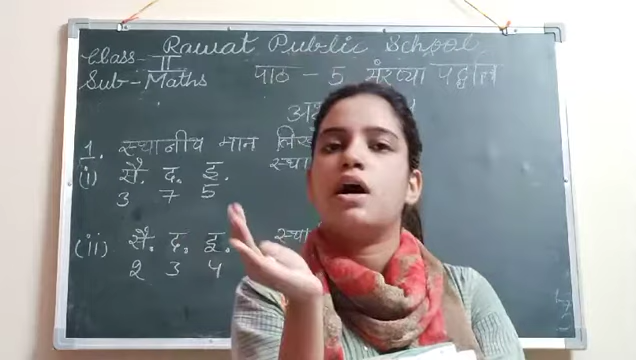 Rawat Public School
Class - II
Sub - Maths
पाठ - 5 संख्या पद्धति
1. स्थानीय मान
(i) सै. द. इ.
3 7 5
(ii) सै. द. इ.
2 3 4